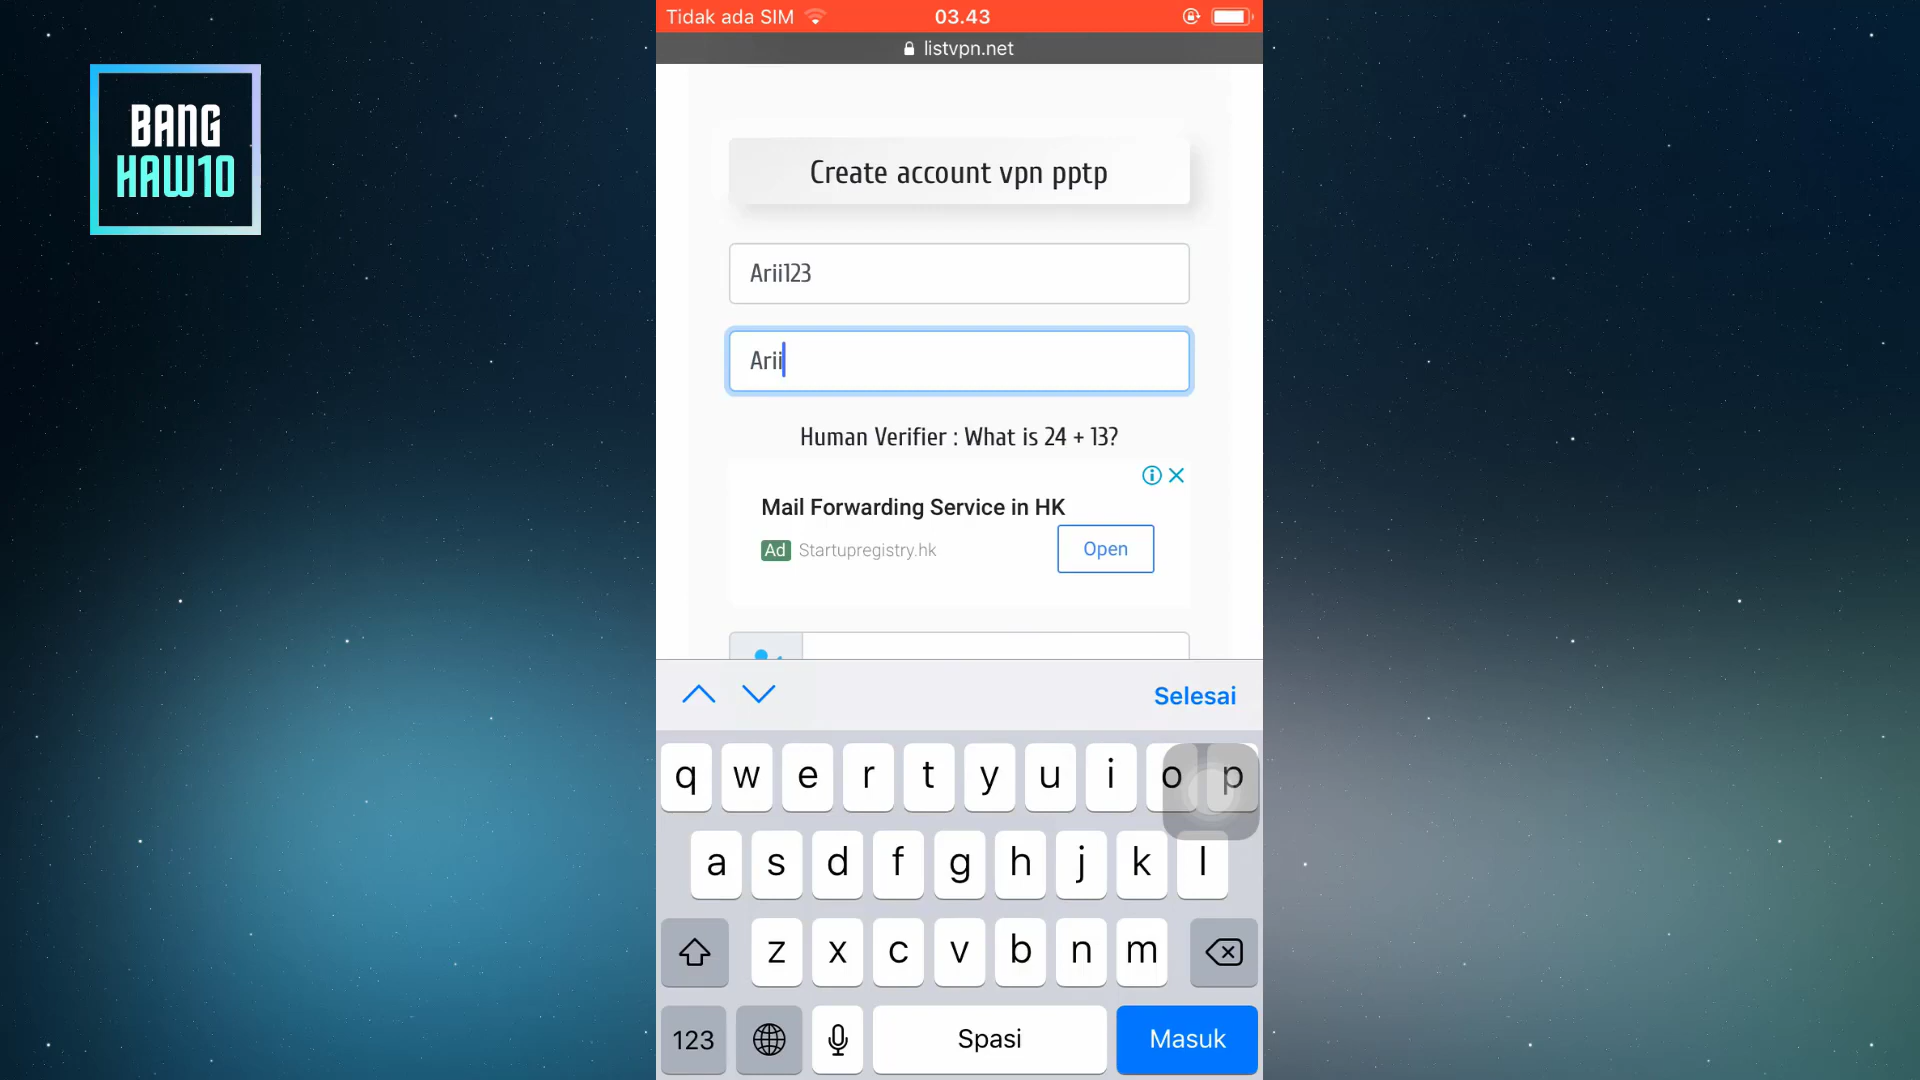 Tidak ada SIM
03.43
listvpn.net
BANG
HAW10
Create account vpn pptp
Arii123
Arii
Human Verifier : What is 24 + 13?
Mail Forwarding Service in HK
Ad Startupregistry.hk
Open
Selesai
q w e r t y u i o p
a s d f g h j k l
z x c v b n m
123
Spasi
Masuk